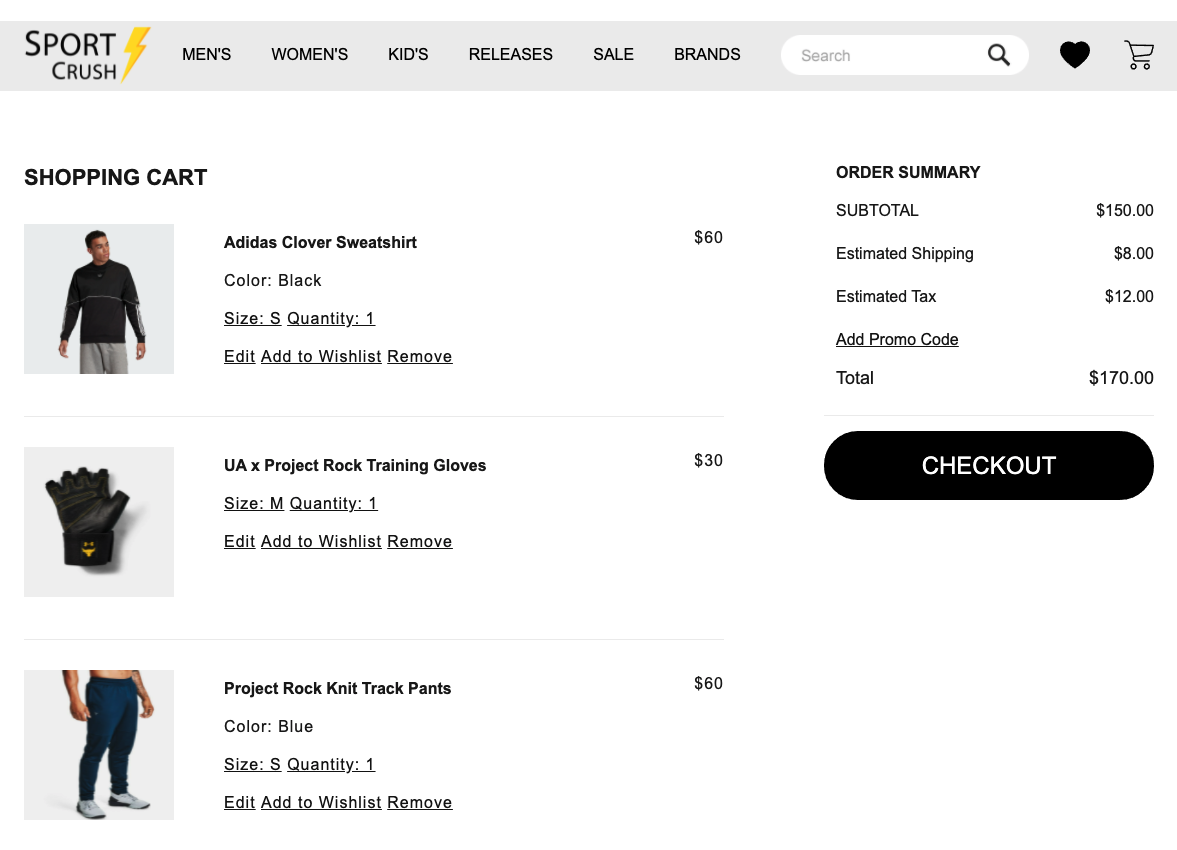 SPORT
CRUSH
MEN'S WOMEN'S KID'S RELEASES SALE BRANDS Search
SHOPPING CART
Adidas Clover Sweatshirt $60
Color: Black
Size: S Quantity: 1
Edit Add to Wishlist Remove
UA x Project Rock Training Gloves $30
Size: M Quantity: 1
Edit Add to Wishlist Remove
Project Rock Knit Track Pants $60
Color: Blue
Size: S Quantity: 1
Edit Add to Wishlist Remove
ORDER SUMMARY
SUBTOTAL $150.00
Estimated Shipping $8.00
Estimated Tax $12.00
Add Promo Code
Total $170.00
CHECKOUT